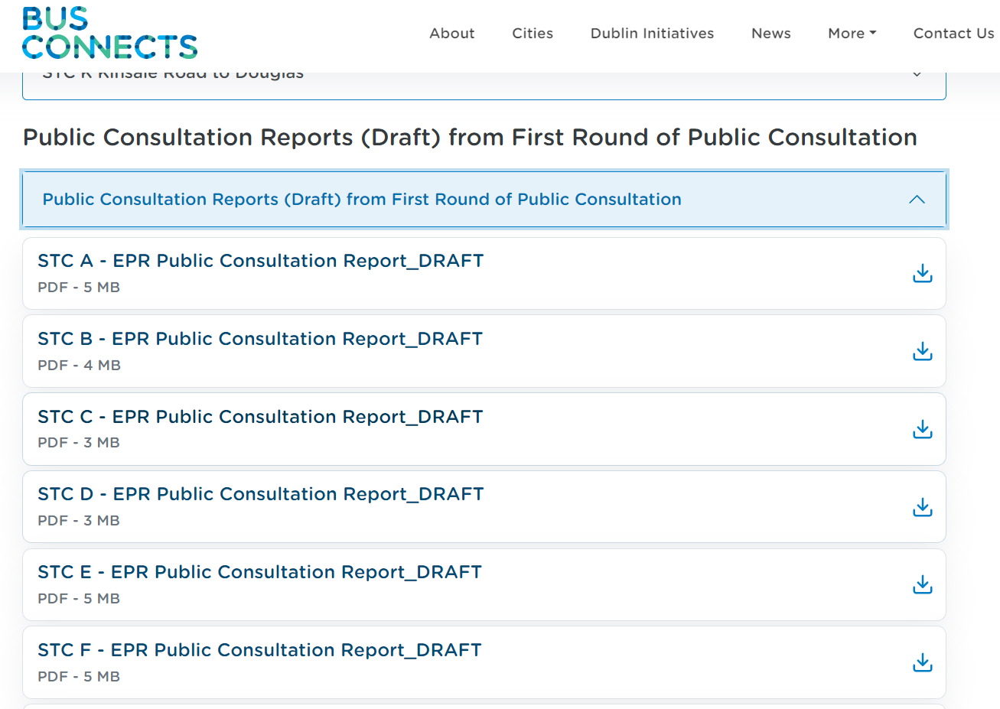 BUS
CONNECTS
About Cities Dublin Initiatives News More Contact Us
STC K Kinsale Road to Douglas
Public Consultation Reports (Draft) from First Round of Public Consultation
Public Consultation Reports (Draft) from First Round of Public Consultation
STC A - EPR Public Consultation Report_DRAFT
PDF - 5 MB
STC B - EPR Public Consultation Report_DRAFT
PDF - 4 MB
STC C - EPR Public Consultation Report_DRAFT
PDF - 3 MB
STC D - EPR Public Consultation Report_DRAFT
PDF - 3 MB
STC E - EPR Public Consultation Report_DRAFT
PDF - 5 MB
STC F - EPR Public Consultation Report_DRAFT
PDF - 5 MB